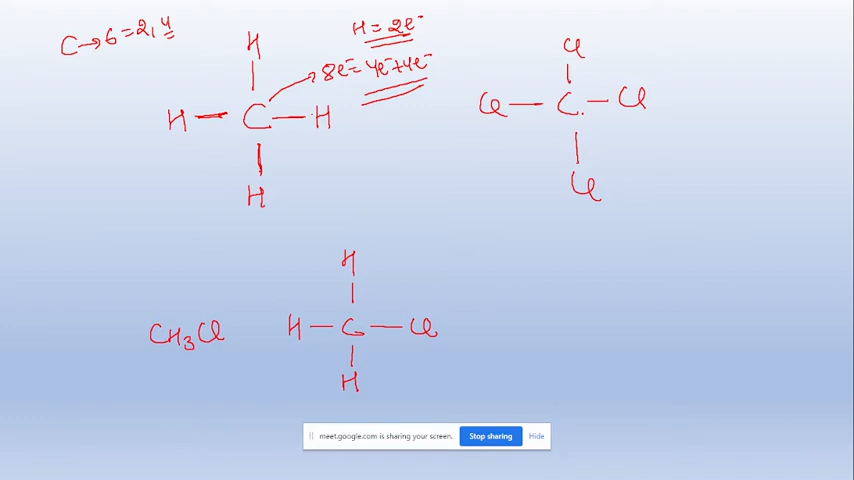 C → 6 = 2, 4
H = 2e⁻
8e⁻ = 4e⁻ + 4e⁻
H
H — C — H
H
Cl
Cl — C — Cl
Cl
CH₃Cl
H
H — C — Cl
H
meet.google.com is sharing your screen. Stop sharing Hide